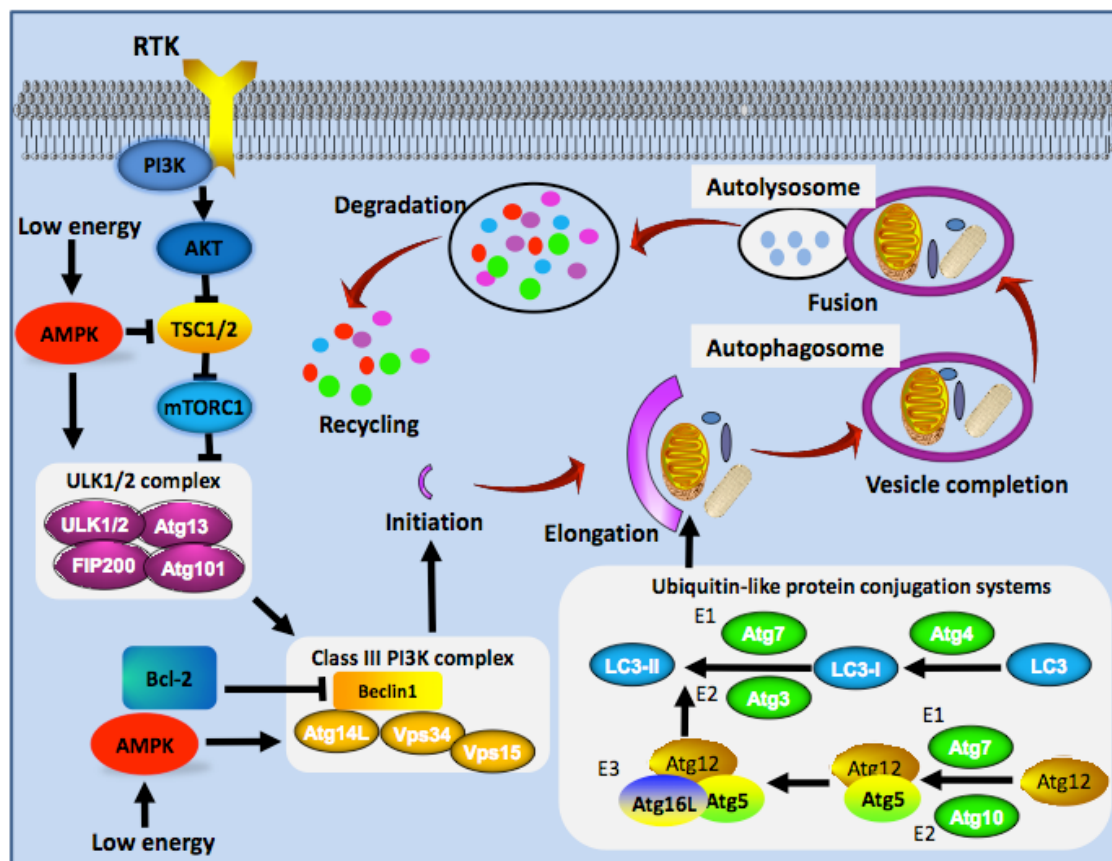 RTK
PI3K
Low energy
AKT
AMPK
TSC1/2
mTORC1
ULK1/2 complex
ULK1/2
Atg13
FIP200
Atg101
Degradation
Recycling
Autolysosome
Fusion
Autophagosome
Vesicle completion
Initiation
Elongation
Bcl-2
AMPK
Low energy
Class III PI3K complex
Beclin1
Atg14L
Vps34
Vps15
Ubiquitin-like protein conjugation systems
E1
Atg7
Atg4
LC3-II
LC3-I
LC3
E2
Atg3
E1
Atg7
E3
Atg12
Atg16L
Atg5
Atg12
Atg5
Atg12
E2
Atg10